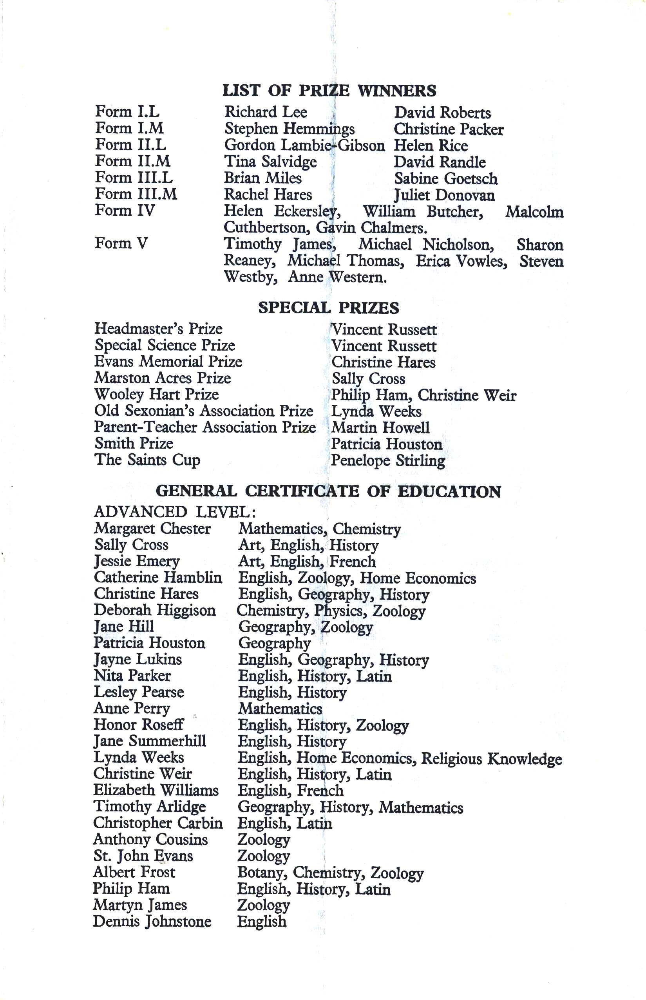 LIST OF PRIZE WINNERS
Form I.L Richard Lee David Roberts
Form I.M Stephen Hemmings Christine Packer
Form II.L Gordon Lambie-Gibson Helen Rice
Form II.M Tina Salvidge David Randle
Form III.L Brian Miles Sabine Goetsch
Form III.M Rachel Hares Juliet Donovan
Form IV Helen Eckersley, William Butcher, Malcolm
Cuthbertson, Gavin Chalmers.
Form V Timothy James, Michael Nicholson, Sharon
Reaney, Michael Thomas, Erica Vowles, Steven
Westby, Anne Western.
SPECIAL PRIZES
Headmaster's Prize Vincent Russett
Special Science Prize Vincent Russett
Evans Memorial Prize Christine Hares
Marston Acres Prize Sally Cross
Wooley Hart Prize Philip Ham, Christine Weir
Old Sexonian's Association Prize Lynda Weeks
Parent-Teacher Association Prize Martin Howell
Smith Prize Patricia Houston
The Saints Cup Penelope Stirling
GENERAL CERTIFICATE OF EDUCATION
ADVANCED LEVEL:
Margaret Chester Mathematics, Chemistry
Sally Cross Art, English, History
Jessie Emery Art, English, French
Catherine Hamblin English, Zoology, Home Economics
Christine Hares English, Geography, History
Deborah Higgison Chemistry, Physics, Zoology
Jane Hill Geography, Zoology
Patricia Houston Geography
Jayne Lukins English, Geography, History
Nita Parker English, History, Latin
Lesley Pearse English, History
Anne Perry Mathematics
Honor Roseff English, History, Zoology
Jane Summerhill English, History
Lynda Weeks English, Home Economics, Religious Knowledge
Christine Weir English, History, Latin
Elizabeth Williams English, French
Timothy Arlidge Geography, History, Mathematics
Christopher Carbin English, Latin
Anthony Cousins Zoology
St. John Evans Zoology
Albert Frost Botany, Chemistry, Zoology
Philip Ham English, History, Latin
Martyn James Zoology
Dennis Johnstone English